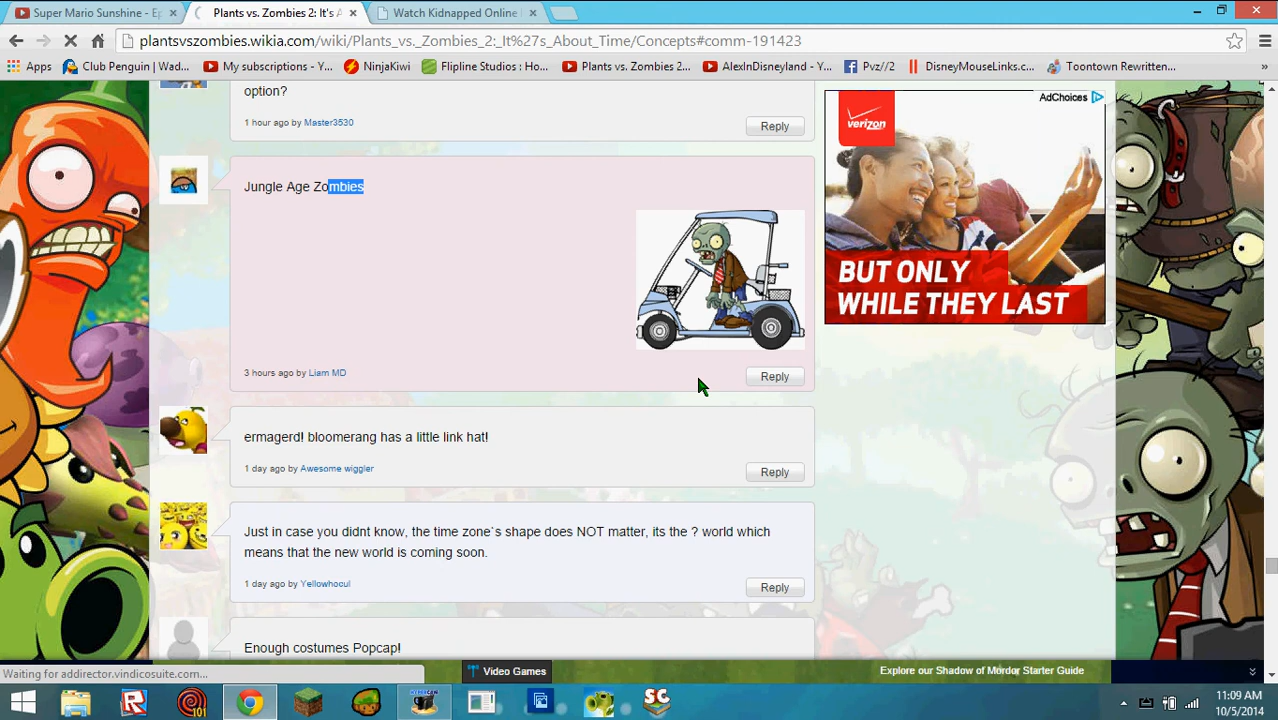 Super Mario Sunshine - Ep
Plants vs. Zombies 2: It's A
Watch Kidnapped Online
plantsvszombies.wikia.com/wiki/Plants_vs._Zombies_2:_It%27s_About_Time/Concepts#comm-191423
Apps
Club Penguin | Wad...
My subscriptions - Y...
NinjaKiwi
Flipline Studios : Ho...
Plants vs. Zombies 2...
AlexInDisneyland - Y...
Pvz//2
DisneyMouseLinks.c...
Toontown Rewritten...
»
option?
1 hour ago by Master3530
Reply
AdChoices
verizon
BUT ONLY
WHILE THEY LAST
Jungle Age Zombies
3 hours ago by Liam MD
Reply
ermagerd! bloomerang has a little link hat!
1 day ago by Awesome wiggler
Reply
Just in case you didnt know, the time zone`s shape does NOT matter, its the ? world which
means that the new world is coming soon.
1 day ago by Yellowhocul
Reply
Enough costumes Popcap!
Waiting for addirector.vindicosuite.com...
Video Games
Explore our Shadow of Mordor Starter Guide
101
SC
11:09 AM
10/5/2014